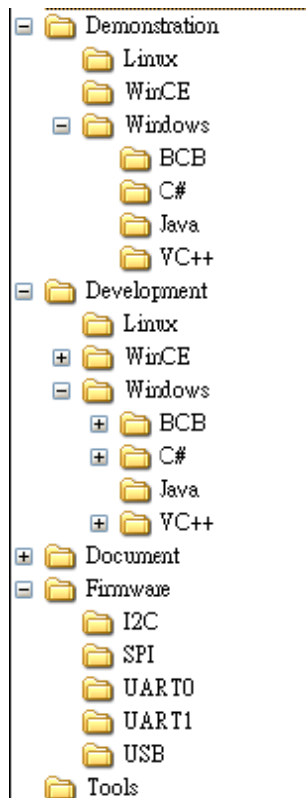 Demonstration
Linux
WinCE
Windows
BCB
C#
Java
VC++
Development
Linux
WinCE
Windows
BCB
C#
Java
VC++
Document
Firmware
I2C
SPI
UART0
UART1
USB
Tools